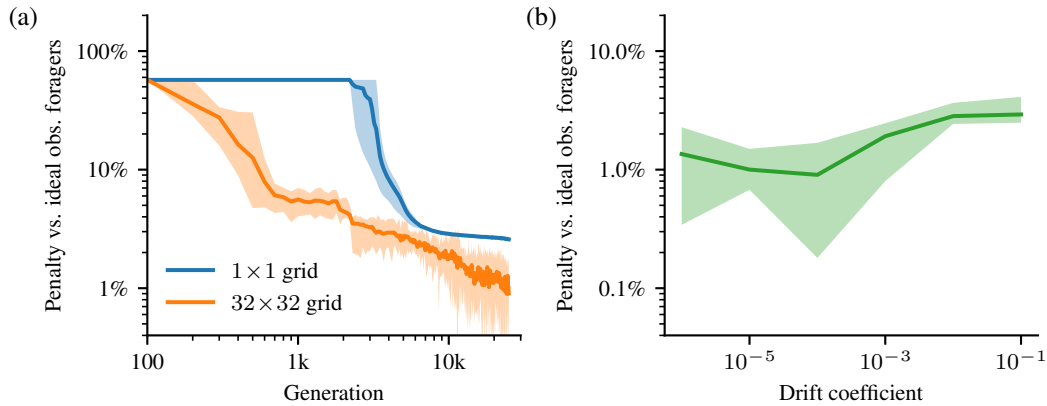 (a)
Penalty vs. ideal obs. foragers
100%
10%
1%
1×1 grid
32×32 grid
100
1k
10k
Generation
(b)
Penalty vs. ideal obs. foragers
10.0%
1.0%
0.1%
10⁻⁵
10⁻³
10⁻¹
Drift coefficient